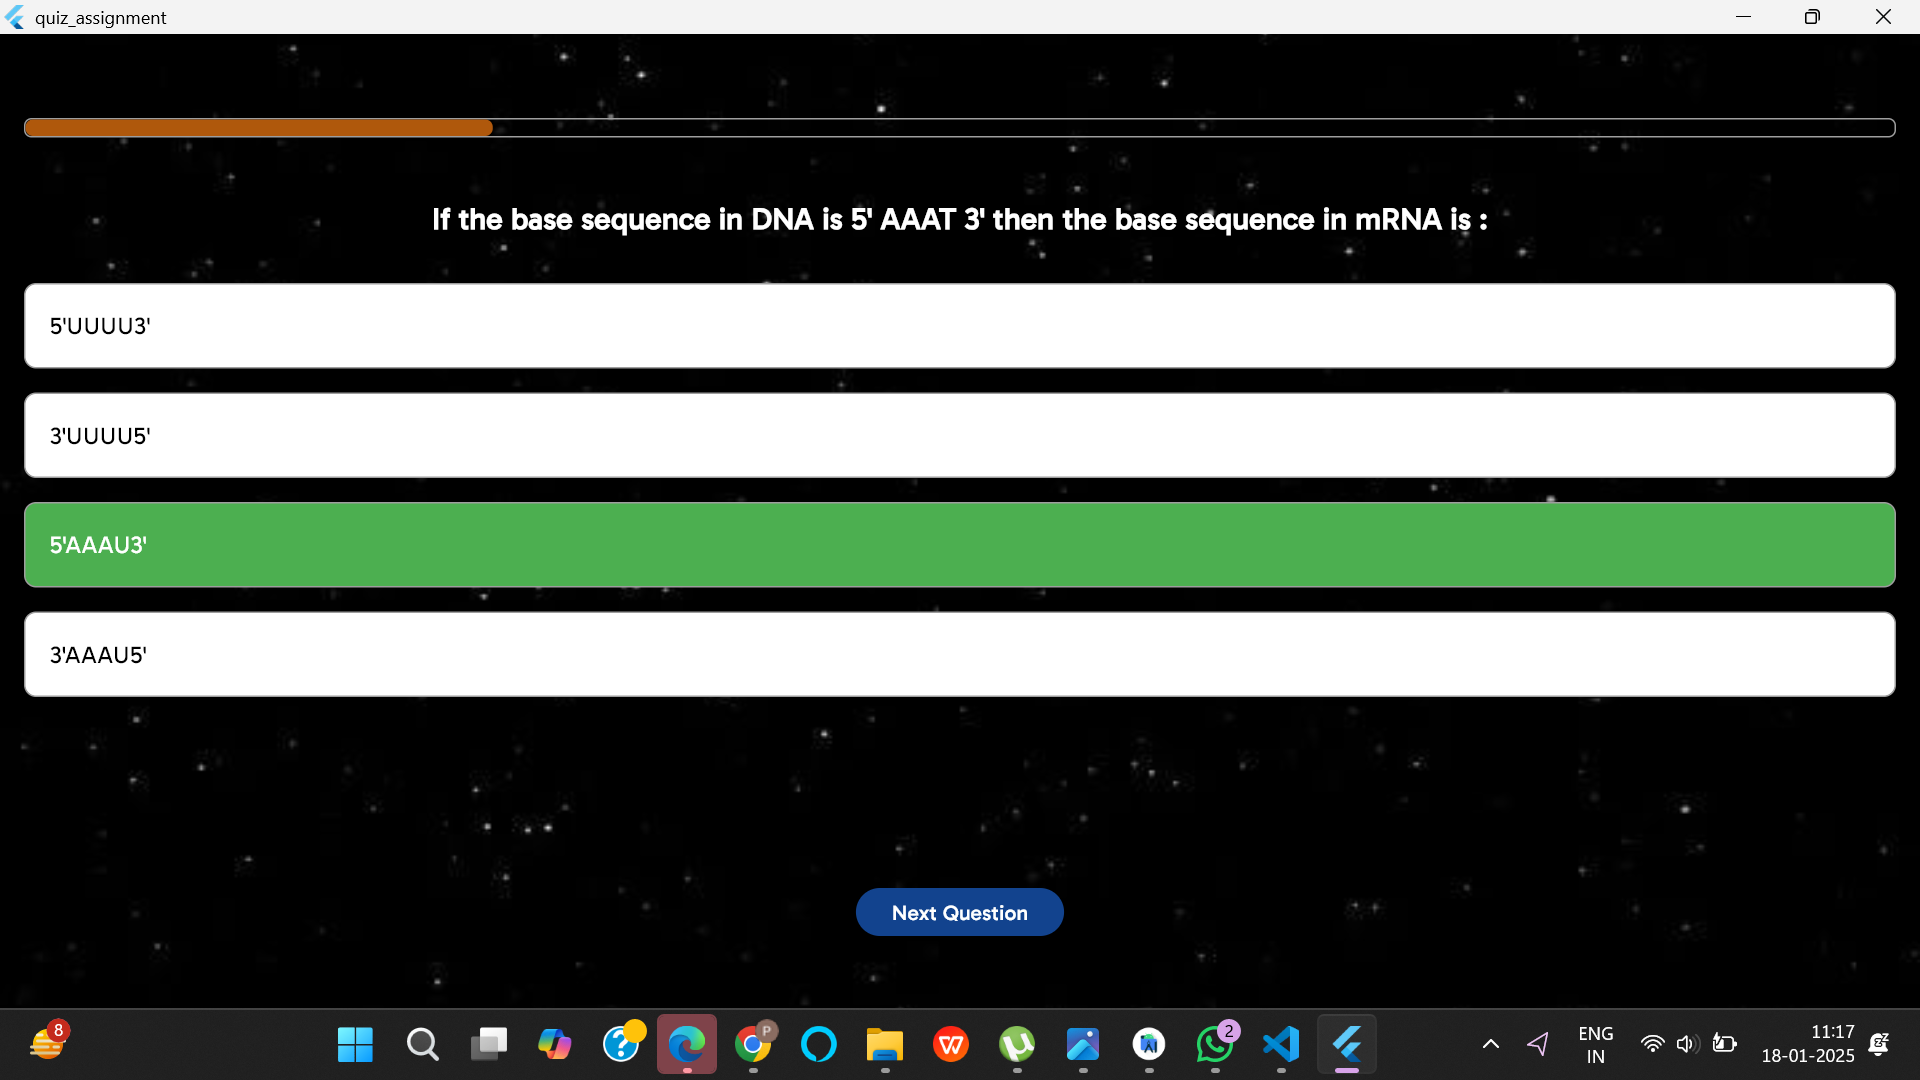 quiz_assignment
If the base sequence in DNA is 5' AAAT 3' then the base sequence in mRNA is :
5'UUUU3'
3'UUUU5'
5'AAAU3'
3'AAAU5'
Next Question
8
P
2
ENG
IN
11:17
18-01-2025